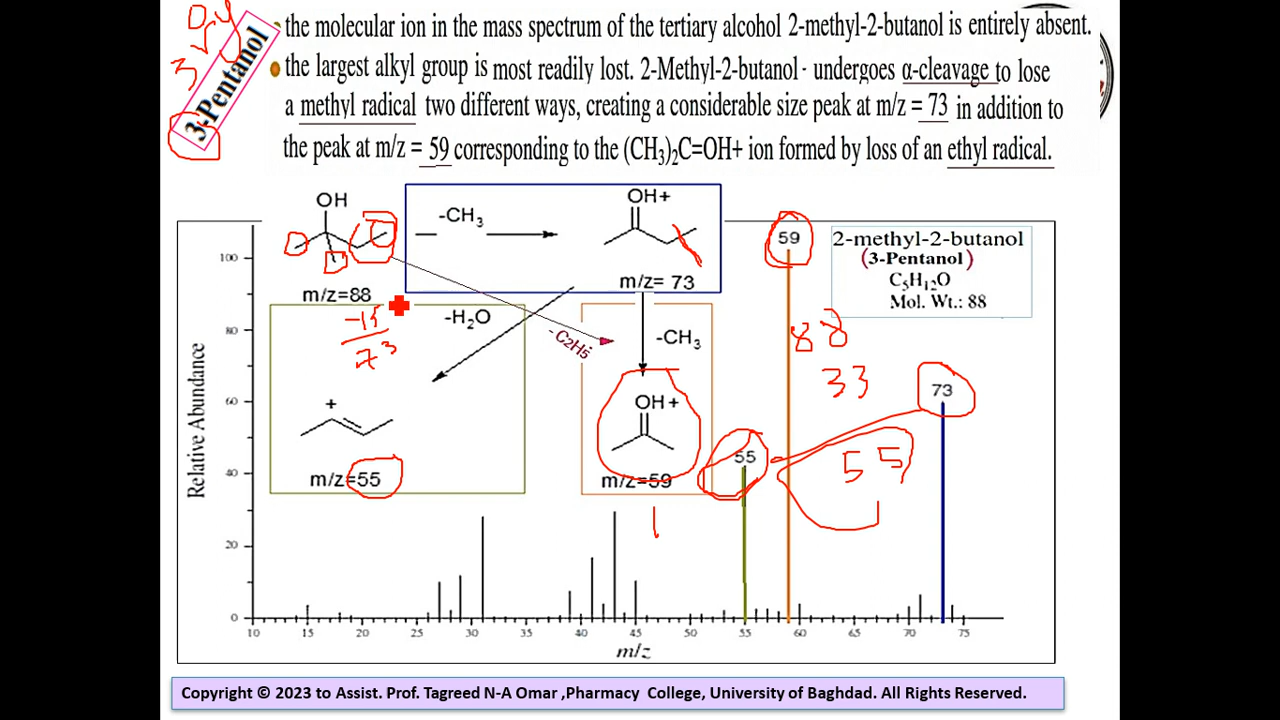 3-Pentanol
the molecular ion in the mass spectrum of the tertiary alcohol 2-methyl-2-butanol is entirely absent.
the largest alkyl group is most readily lost. 2-Methyl-2-butanol- undergoes α-cleavage to lose
a methyl radical two different ways, creating a considerable size peak at m/z = 73 in addition to
the peak at m/z = 59 corresponding to the (CH3)2C=OH+ ion formed by loss of an ethyl radical.
OH
-CH3
OH+
m/z=88
m/z= 73
-15
73
-H2O
- C2H5
-CH3
+
m/z=55
OH+
m/z=59
59
2-methyl-2-butanol
(3-Pentanol)
C5H12O
Mol. Wt.: 88
88
33
73
55
55
Relative Abundance
100
80
60
40
20
0
10 15 20 25 30 35 40 45 50 55 60 65 70 75
m/z
Copyright © 2023 to Assist. Prof. Tagreed N-A Omar ,Pharmacy College, University of Baghdad. All Rights Reserved.